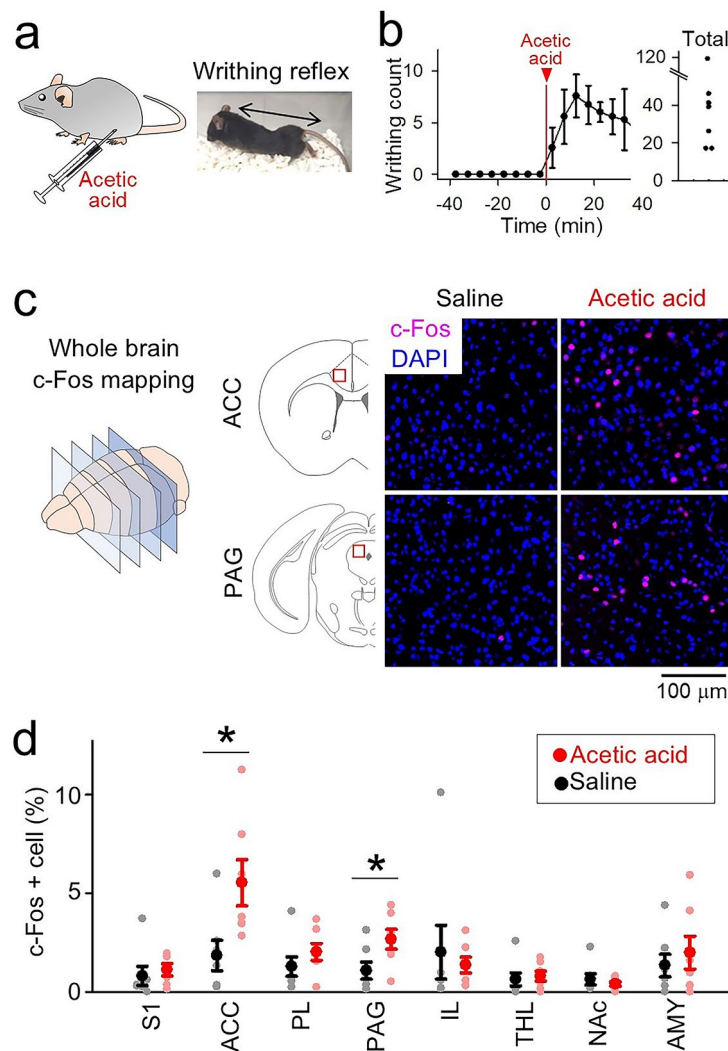 a
Writhing reflex
Acetic
acid
b
Acetic
acid
Writhing count
10
5
0
-40
-20
0
20
40
Time (min)
Total
120
40
20
0
c
Whole brain
c-Fos mapping
Saline
Acetic acid
c-Fos
DAPI
ACC
PAG
100 μm
d
c-Fos + cell (%)
10
5
0
*
*
Acetic acid
Saline
S1
ACC
PL
PAG
IL
THL
NAc
AMY